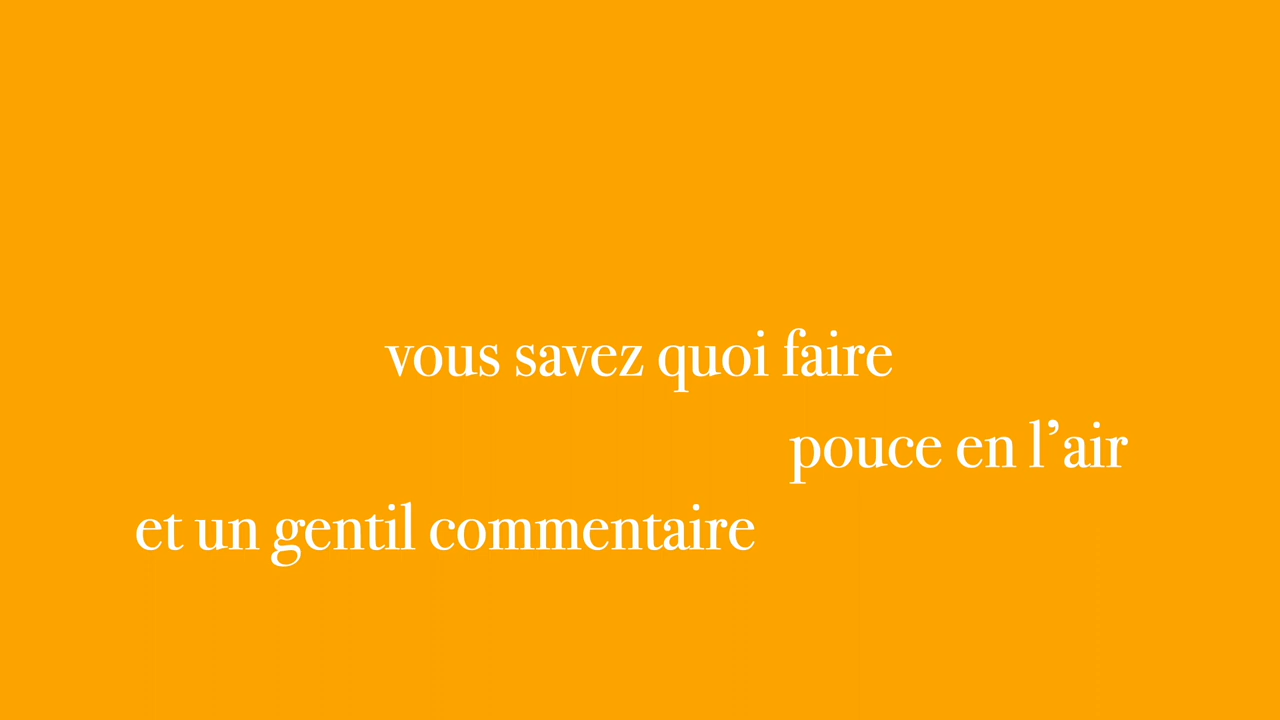 vous savez quoi faire
pouce en l’air
et un gentil commentaire